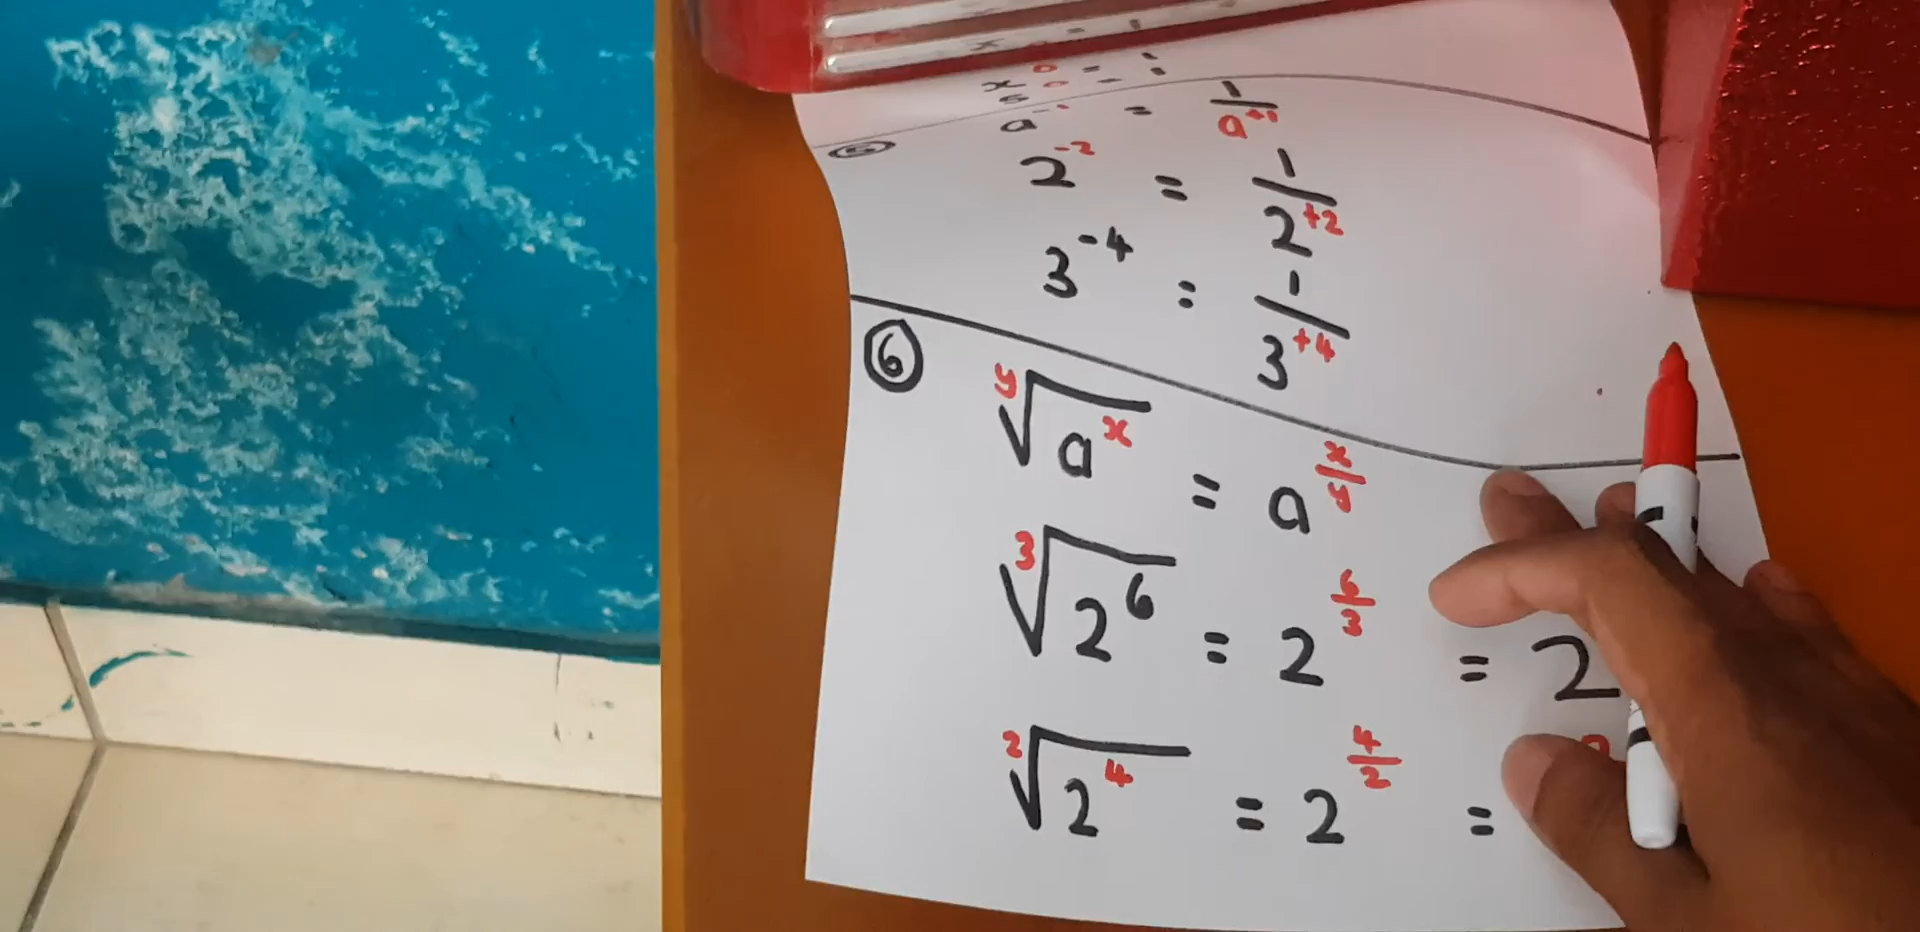 a⁻¹ = 1/a⁺¹
⑤
2⁻² = 1/2⁺²
3⁻⁴ = 1/3⁺⁴
⑥
ʸ√aˣ = a^(x/y)
³√2⁶ = 2^(6/3) = 2
²√2⁴ = 2^(4/2) =